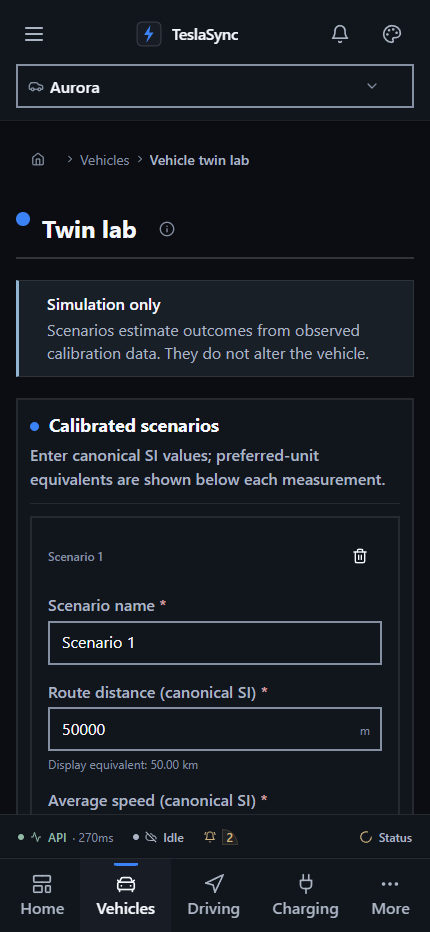 TeslaSync
Aurora
Vehicles
Vehicle twin lab
Twin lab
Simulation only
Scenarios estimate outcomes from observed
calibration data. They do not alter the vehicle.
Calibrated scenarios
Enter canonical SI values; preferred-unit
equivalents are shown below each measurement.
Scenario 1
Scenario name *
Scenario 1
Route distance (canonical SI) *
50000 m
Display equivalent: 50.00 km
Average speed (canonical SI) *
API · 270ms Idle 2 Status
Home Vehicles Driving Charging More